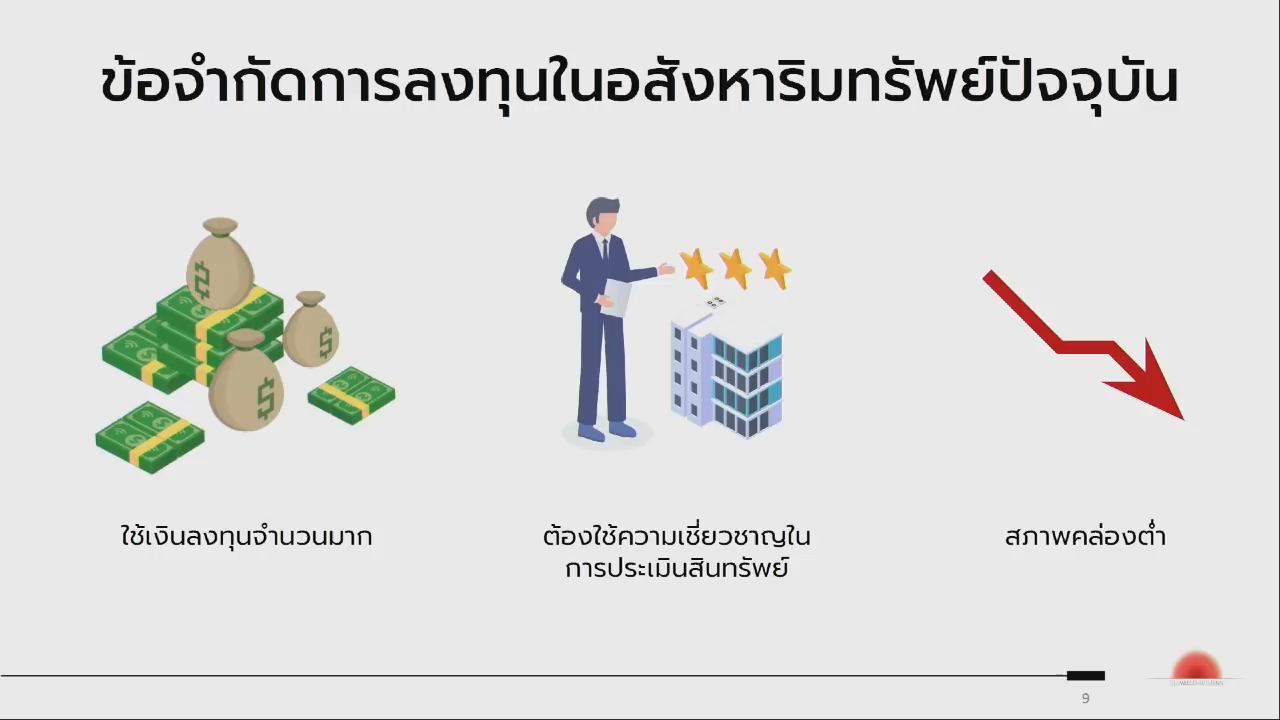 ข้อจำกัดการลงทุนในอสังหาริมทรัพย์ปัจจุบัน
ใช้เงินลงทุนจำนวนมาก
ต้องใช้ความเชี่ยวชาญใน
การประเมินสินทรัพย์
สภาพคล่องต่ำ
9